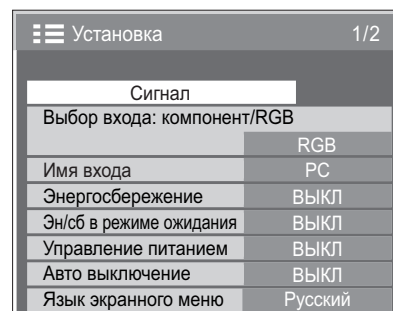 Установка 1/2
Сигнал
Выбор входа: компонент/RGB
RGB
Имя входа PC
Энергосбережение ВЫКЛ
Эн/сб в режиме ожидания ВЫКЛ
Управление питанием ВЫКЛ
Авто выключение ВЫКЛ
Язык экранного меню Русский